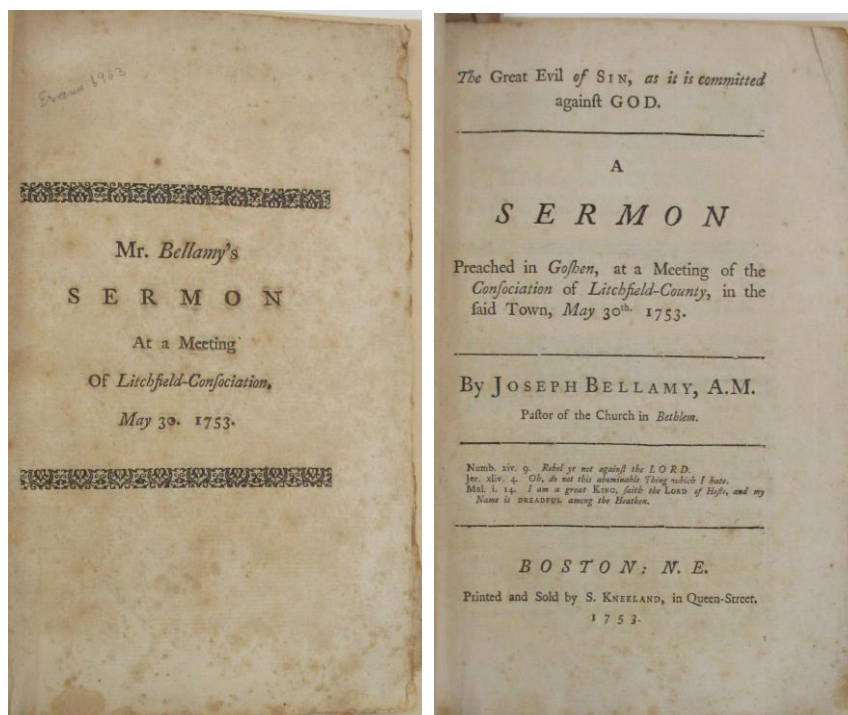 Evans 6963
Mr. Bellamy's
SERMON
At a Meeting
Of Litchfield-Conſociation,
May 30. 1753.
The Great Evil of SIN, as it is committed
againſt GOD.
A
SERMON
Preached in Goſhen, at a Meeting of the
Conſociation of Litchfield-County, in the
ſaid Town, May 30th. 1753.
By JOSEPH BELLAMY, A.M.
Paſtor of the Church in Bethlem.
Numb. xiv. 9. Rebel ye not againſt the LORD.
Jer. xliv. 4. Oh, do not this abominable Thing which I hate.
Mal. i. 14. I am a great KING, ſaith the LORD of Hoſts, and my
Name is DREADFUL among the Heathen.
BOSTON: N. E.
Printed and Sold by S. KNEELAND, in Queen-Street.
1753.